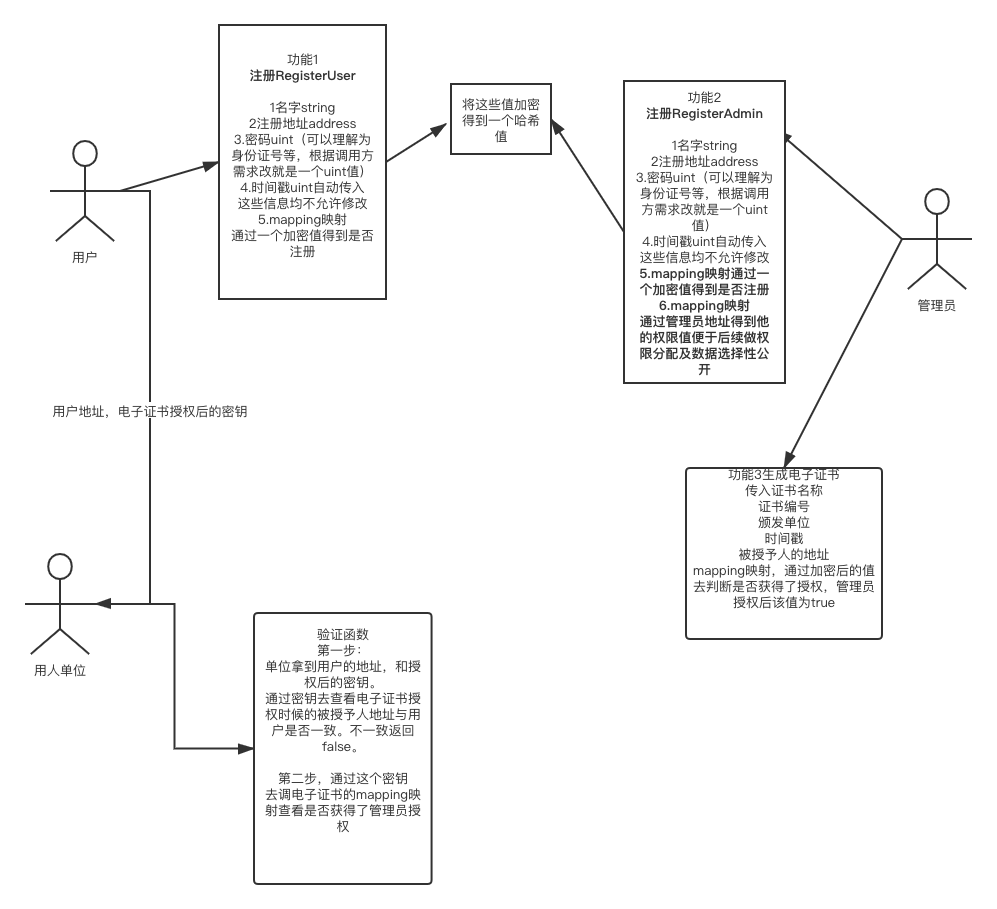 功能1
注册RegisterUser
1名字string
2注册地址address
3.密码uint（可以理解为
身份证号等，根据调用方
需求改就是一个uint值）
4.时间戳uint自动传入
这些信息均不允许修改
5.mapping映射
通过一个加密值得到是否
注册
将这些值加密
得到一个哈希
值
功能2
注册RegisterAdmin
1名字string
2注册地址address
3.密码uint（可以理解为
身份证号等，根据调用
方需求改就是一个uint
值）
4.时间戳uint自动传入
这些信息均不允许修改
5.mapping映射通过一
个加密值得到是否注册
6.mapping映射
通过管理员地址得到他
的权限值便于后续做权
限分配及数据选择性公
开
用户
管理员
用户地址，电子证书授权后的密钥
功能3生成电子证书
传入证书名称
证书编号
颁发单位
时间戳
被授予人的地址
mapping映射，通过加密后的值
去判断是否获得了授权，管理员
授权后该值为true
用人单位
验证函数
第一步：
单位拿到用户的地址，和授
权后的密钥。
通过密钥去查看电子证书授
权时候的被授予人地址与用
户是否一致。不一致返回
false。
第二步，通过这个密钥
去调电子证书的mapping映
射查看是否获得了管理员授
权